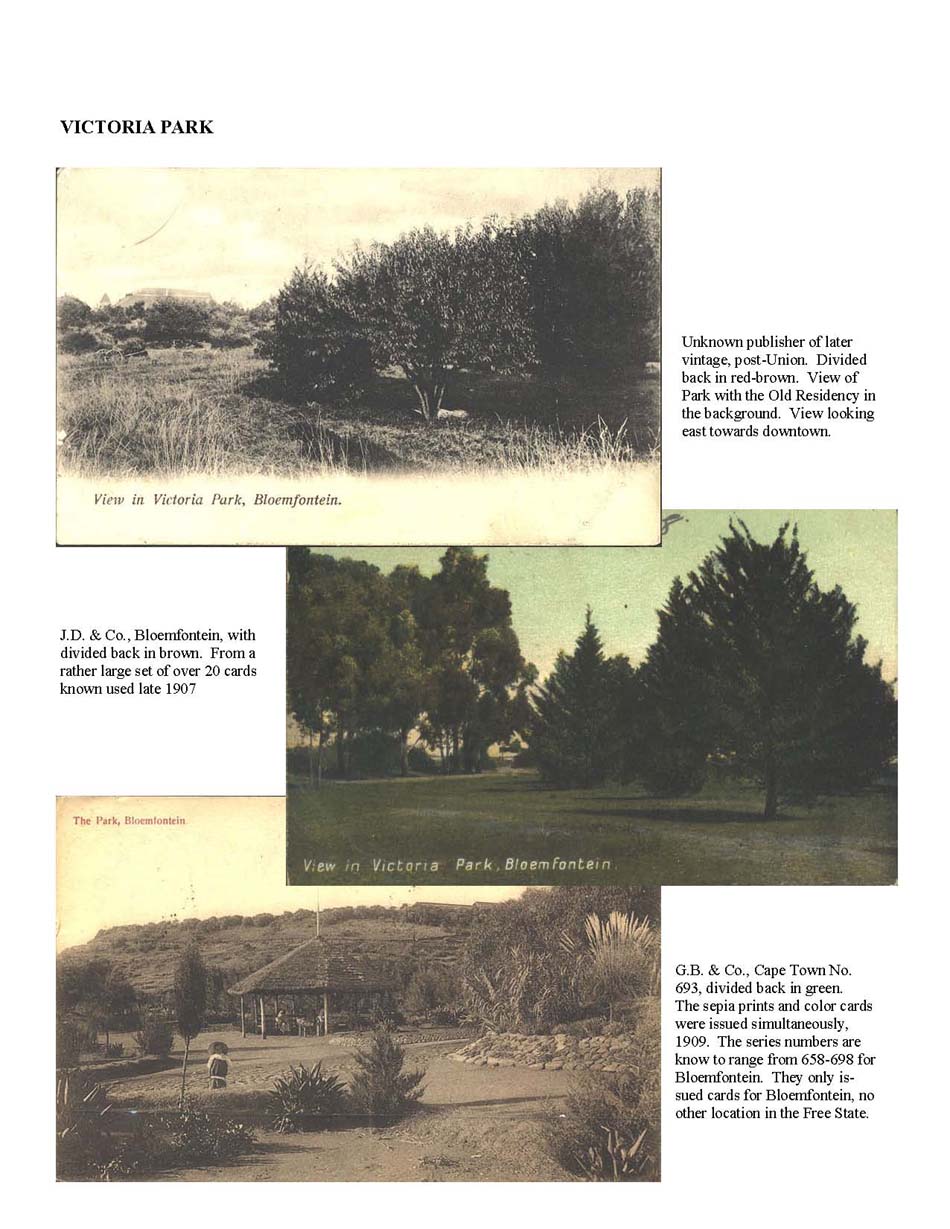 VICTORIA PARK
Unknown publisher of later
vintage, post-Union. Divided
back in red-brown. View of
Park with the Old Residency in
the background. View looking
east towards downtown.
View in Victoria Park, Bloemfontein.
J.D. & Co., Bloemfontein, with
divided back in brown. From a
rather large set of over 20 cards
known used late 1907
View in Victoria Park, Bloemfontein.
The Park, Bloemfontein
G.B. & Co., Cape Town No.
693, divided back in green.
The sepia prints and color cards
were issued simultaneously,
1909. The series numbers are
know to range from 658-698 for
Bloemfontein. They only is-
sued cards for Bloemfontein, no
other location in the Free State.